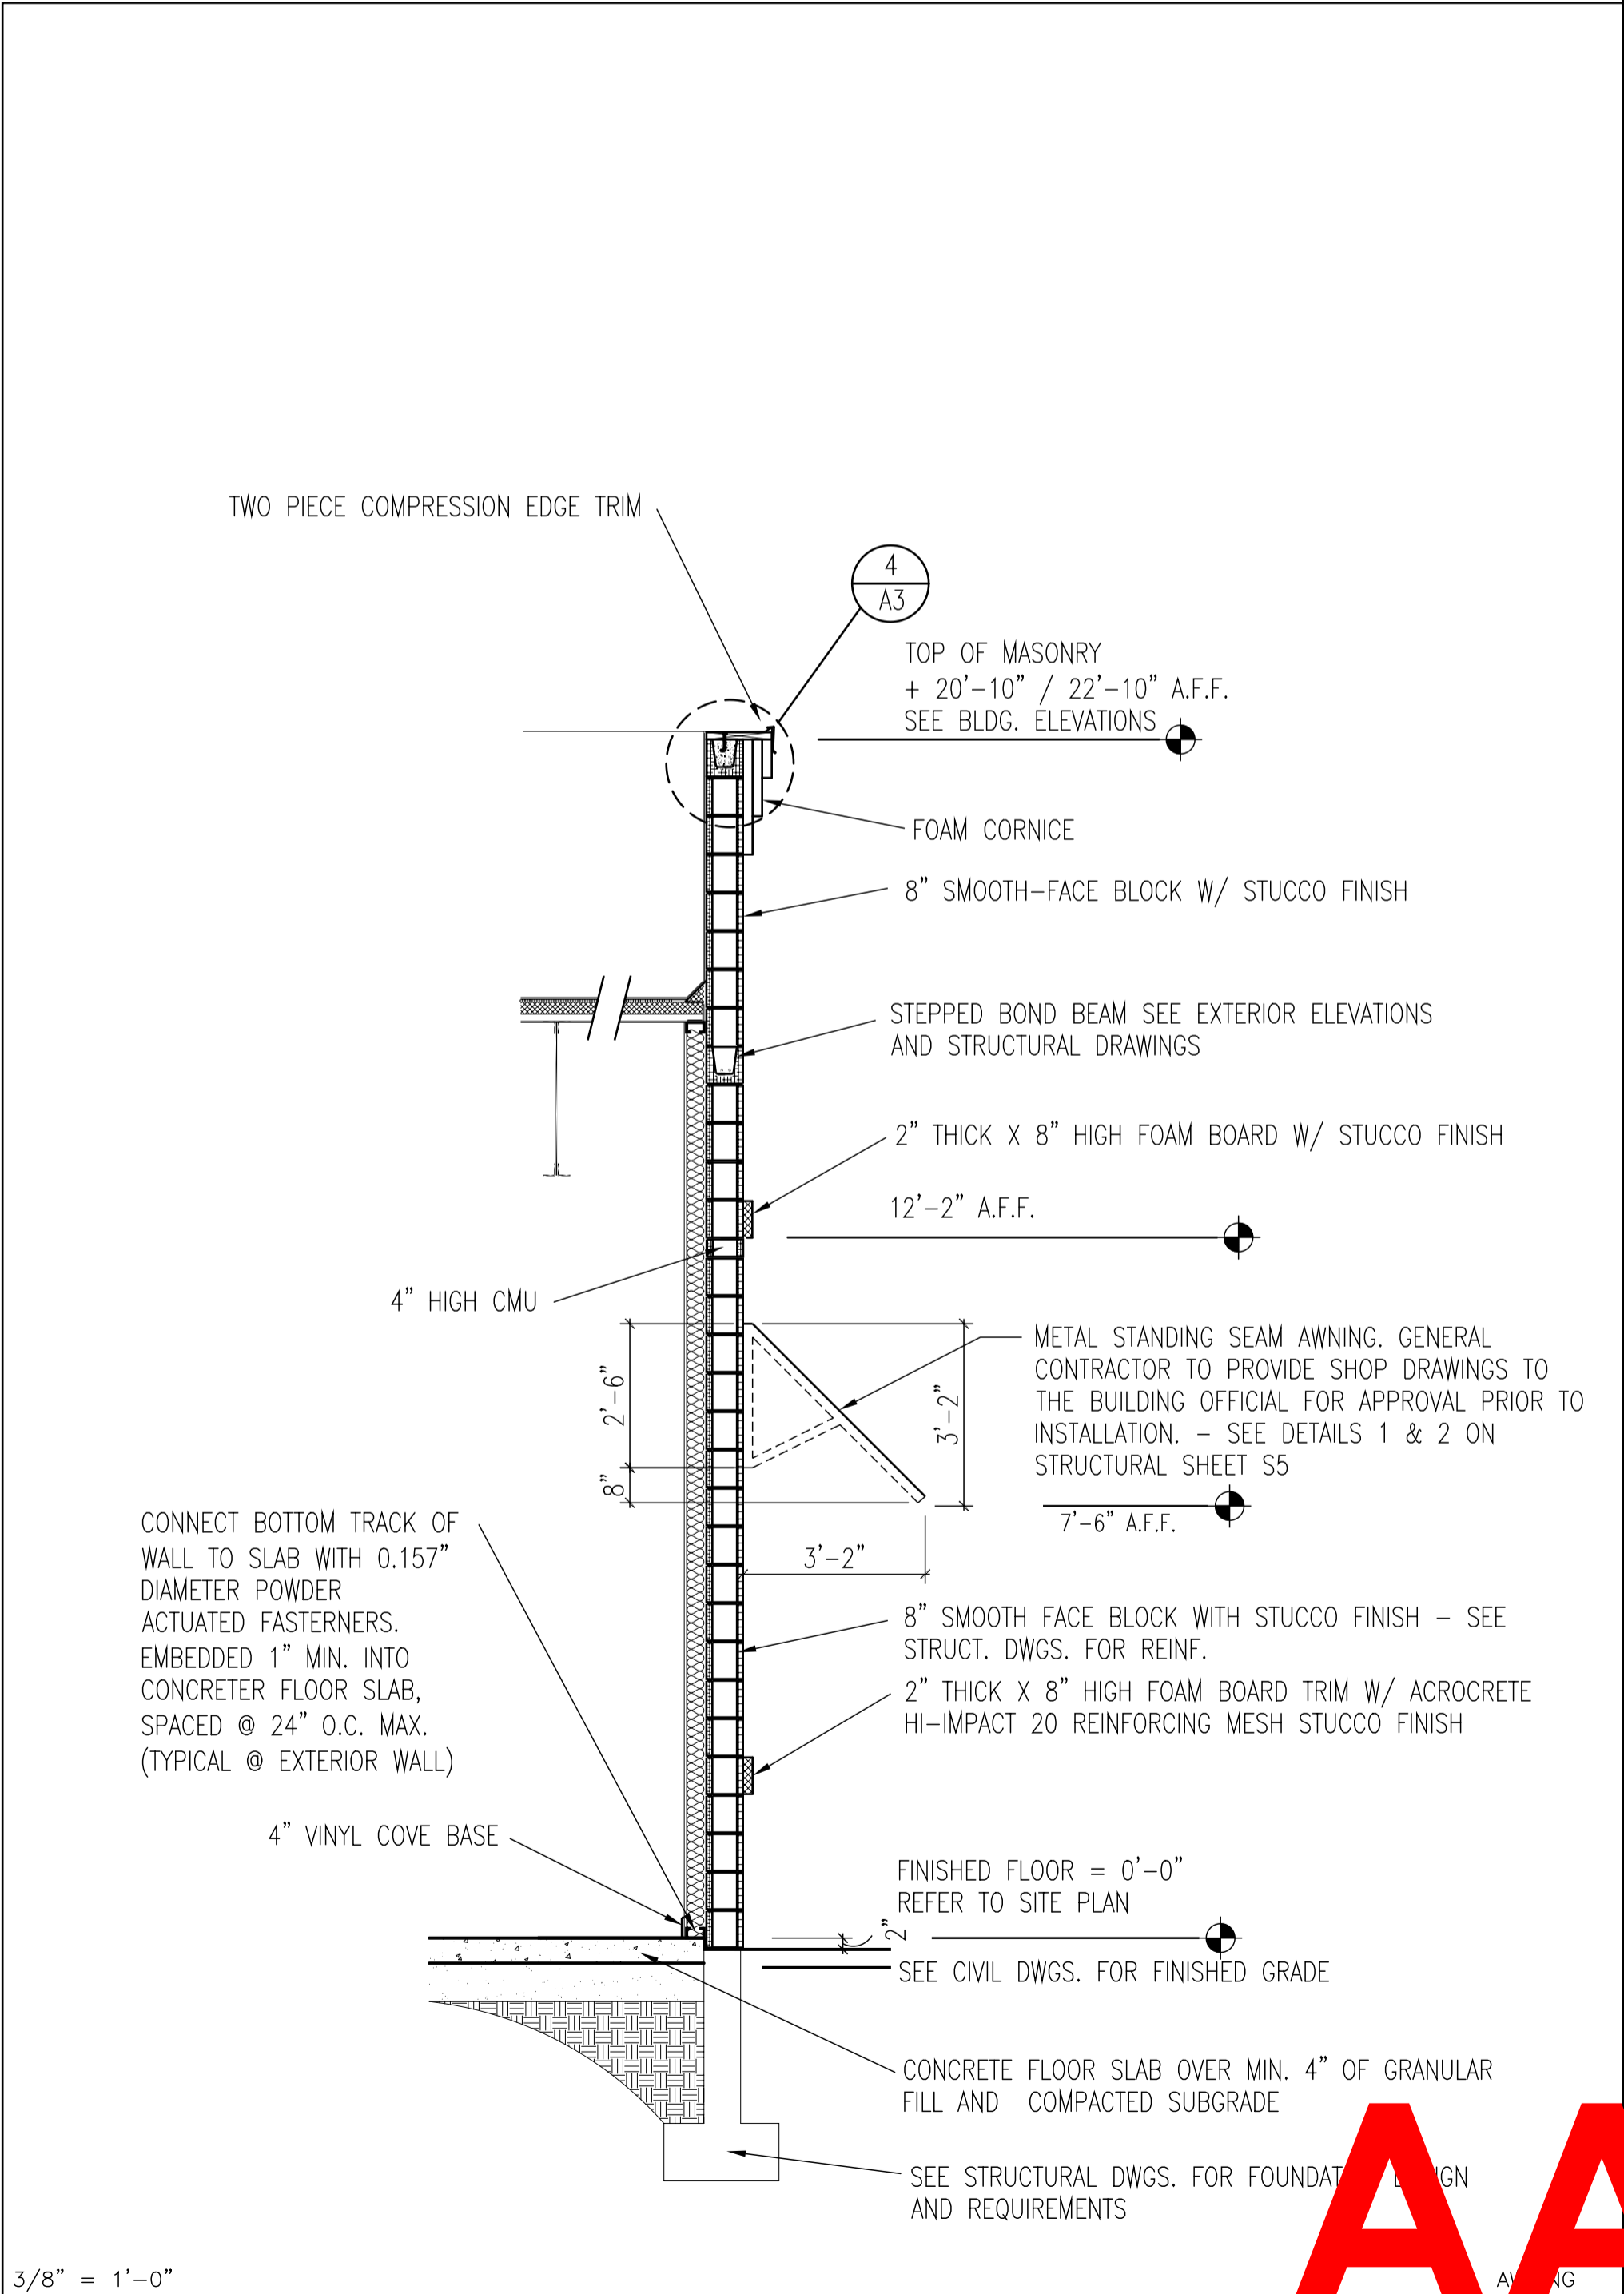 TWO PIECE COMPRESSION EDGE TRIM
4
A3
TOP OF MASONRY
+ 20'-10" / 22'-10" A.F.F.
SEE BLDG. ELEVATIONS
FOAM CORNICE
8" SMOOTH-FACE BLOCK W/ STUCCO FINISH
STEPPED BOND BEAM SEE EXTERIOR ELEVATIONS
AND STRUCTURAL DRAWINGS
2" THICK X 8" HIGH FOAM BOARD W/ STUCCO FINISH
12'-2" A.F.F.
4" HIGH CMU
2'-6"
8"
3'-2"
METAL STANDING SEAM AWNING. GENERAL
CONTRACTOR TO PROVIDE SHOP DRAWINGS TO
THE BUILDING OFFICIAL FOR APPROVAL PRIOR TO
INSTALLATION. - SEE DETAILS 1 & 2 ON
STRUCTURAL SHEET S5
7'-6" A.F.F.
3'-2"
CONNECT BOTTOM TRACK OF
WALL TO SLAB WITH 0.157"
DIAMETER POWDER
ACTUATED FASTERNERS.
EMBEDDED 1" MIN. INTO
CONCRETER FLOOR SLAB,
SPACED @ 24" O.C. MAX.
(TYPICAL @ EXTERIOR WALL)
8" SMOOTH FACE BLOCK WITH STUCCO FINISH - SEE
STRUCT. DWGS. FOR REINF.
2" THICK X 8" HIGH FOAM BOARD TRIM W/ ACROCRETE
HI-IMPACT 20 REINFORCING MESH STUCCO FINISH
4" VINYL COVE BASE
FINISHED FLOOR = 0'-0"
REFER TO SITE PLAN
2"
SEE CIVIL DWGS. FOR FINISHED GRADE
CONCRETE FLOOR SLAB OVER MIN. 4" OF GRANULAR
FILL AND COMPACTED SUBGRADE
SEE STRUCTURAL DWGS. FOR
AND REQUIREMENTS
AA
3/8" = 1'-0"